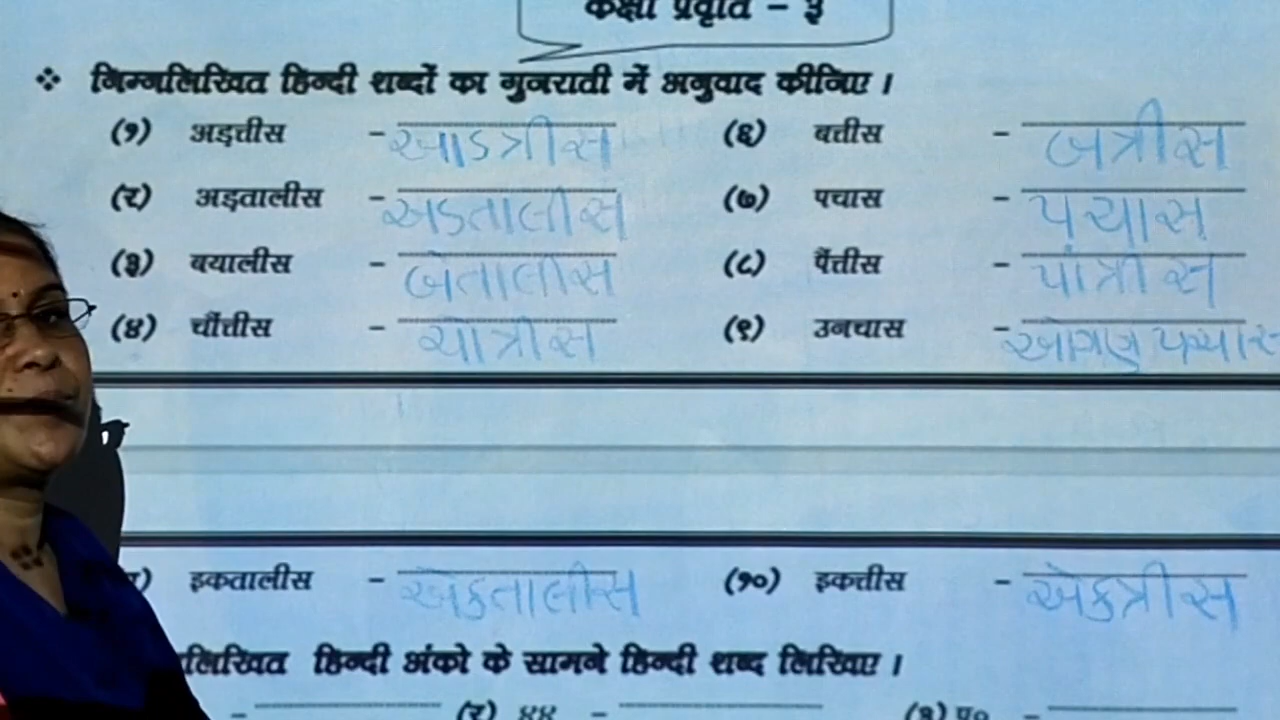 कक्षा प्रवृति - ३
❖ निम्नलिखित हिन्दी शब्दों का गुजराती में अनुवाद कीजिए ।
(१) अड़त्तीस - આડત્રીસ (६) बत्तीस - બત્રીસ
(२) अड़तालीस - અડતાલીસ (७) पचास - પચાસ
(३) बयालीस - બેતાલીસ (८) पैंत्तीस - પાંત્રીસ
(४) चौंत्तीस - ચોત્રીસ (९) उनचास - ઓગણ
) इकतालीस - એકતાલીસ (१०) इकत्तीस - એકત્રીસ
लिखित हिन्दी अंको के सामने हिन्दी शब्द लिखिए ।
- (२) ४४ - (३) ५० -